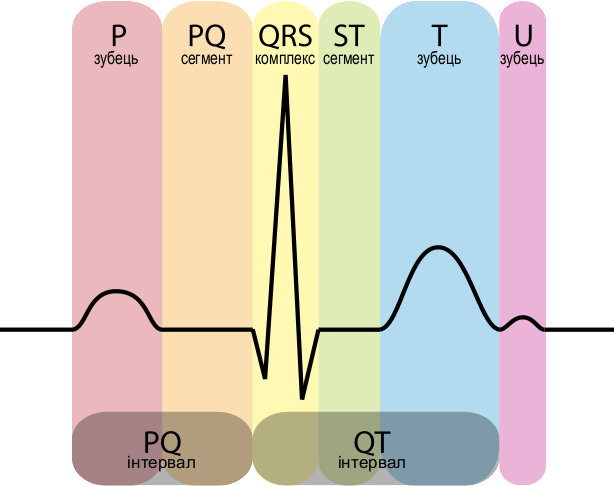 P
зубець
PQ
сегмент
QRS
комплекс
ST
сегмент
T
зубець
U
зубець
PQ
інтервал
QT
інтервал